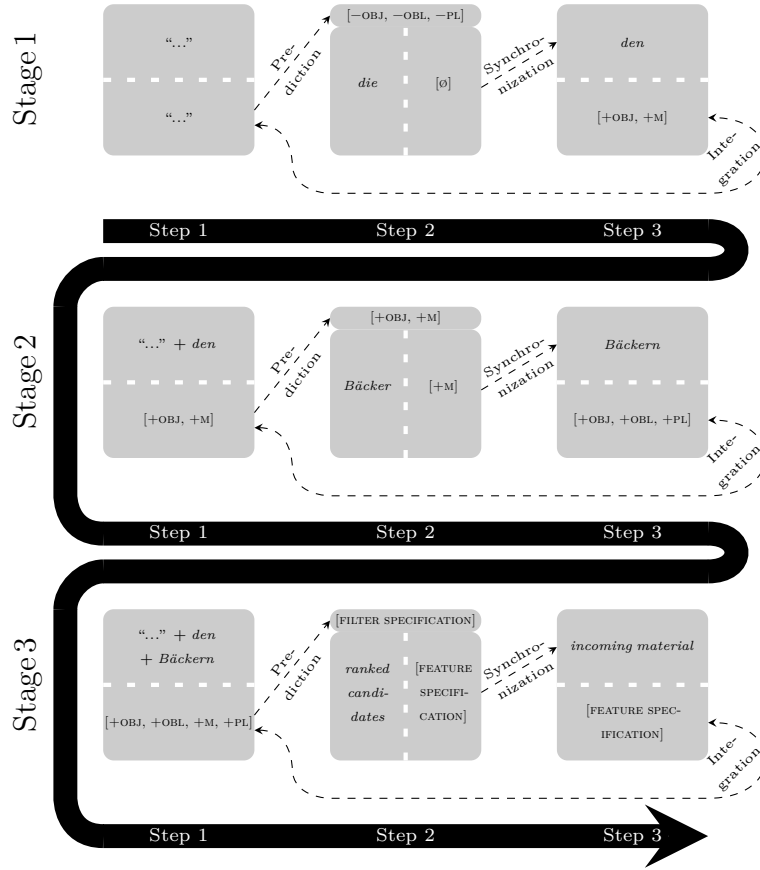 Stage 1
“...”
“...”
Pre-
diction
[−OBJ, −OBL, −PL]
die
[ø]
Synchro-
nization
den
[+OBJ, +M]
Inte-
gration
Step 1
Step 2
Step 3
Stage 2
“...” + den
[+OBJ, +M]
Pre-
diction
[+OBJ, +M]
Bäcker
[+M]
Synchro-
nization
Bäckern
[+OBJ, +OBL, +PL]
Inte-
gration
Step 1
Step 2
Step 3
Stage 3
“...” + den
+ Bäckern
[+OBJ, +OBL, +M, +PL]
Pre-
diction
[FILTER SPECIFICATION]
ranked
candi-
dates
[FEATURE
SPECIFI-
CATION]
Synchro-
nization
incoming material
[FEATURE SPEC-
IFICATION]
Inte-
gration
Step 1
Step 2
Step 3